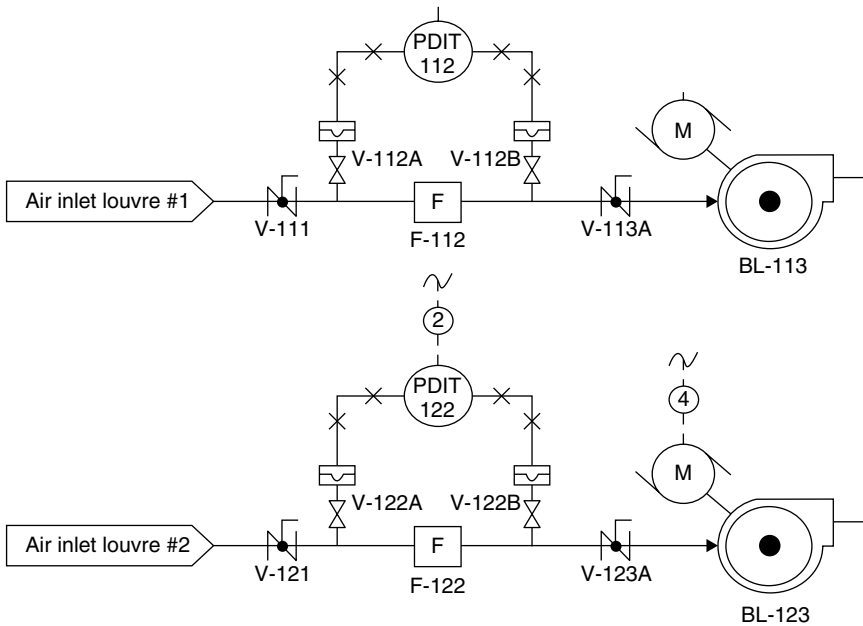 PDIT
112
M
V-112A
V-112B
Air inlet louvre #1
F
V-111
F-112
V-113A
BL-113
2
PDIT
122
4
M
V-122A
V-122B
Air inlet louvre #2
F
V-121
F-122
V-123A
BL-123